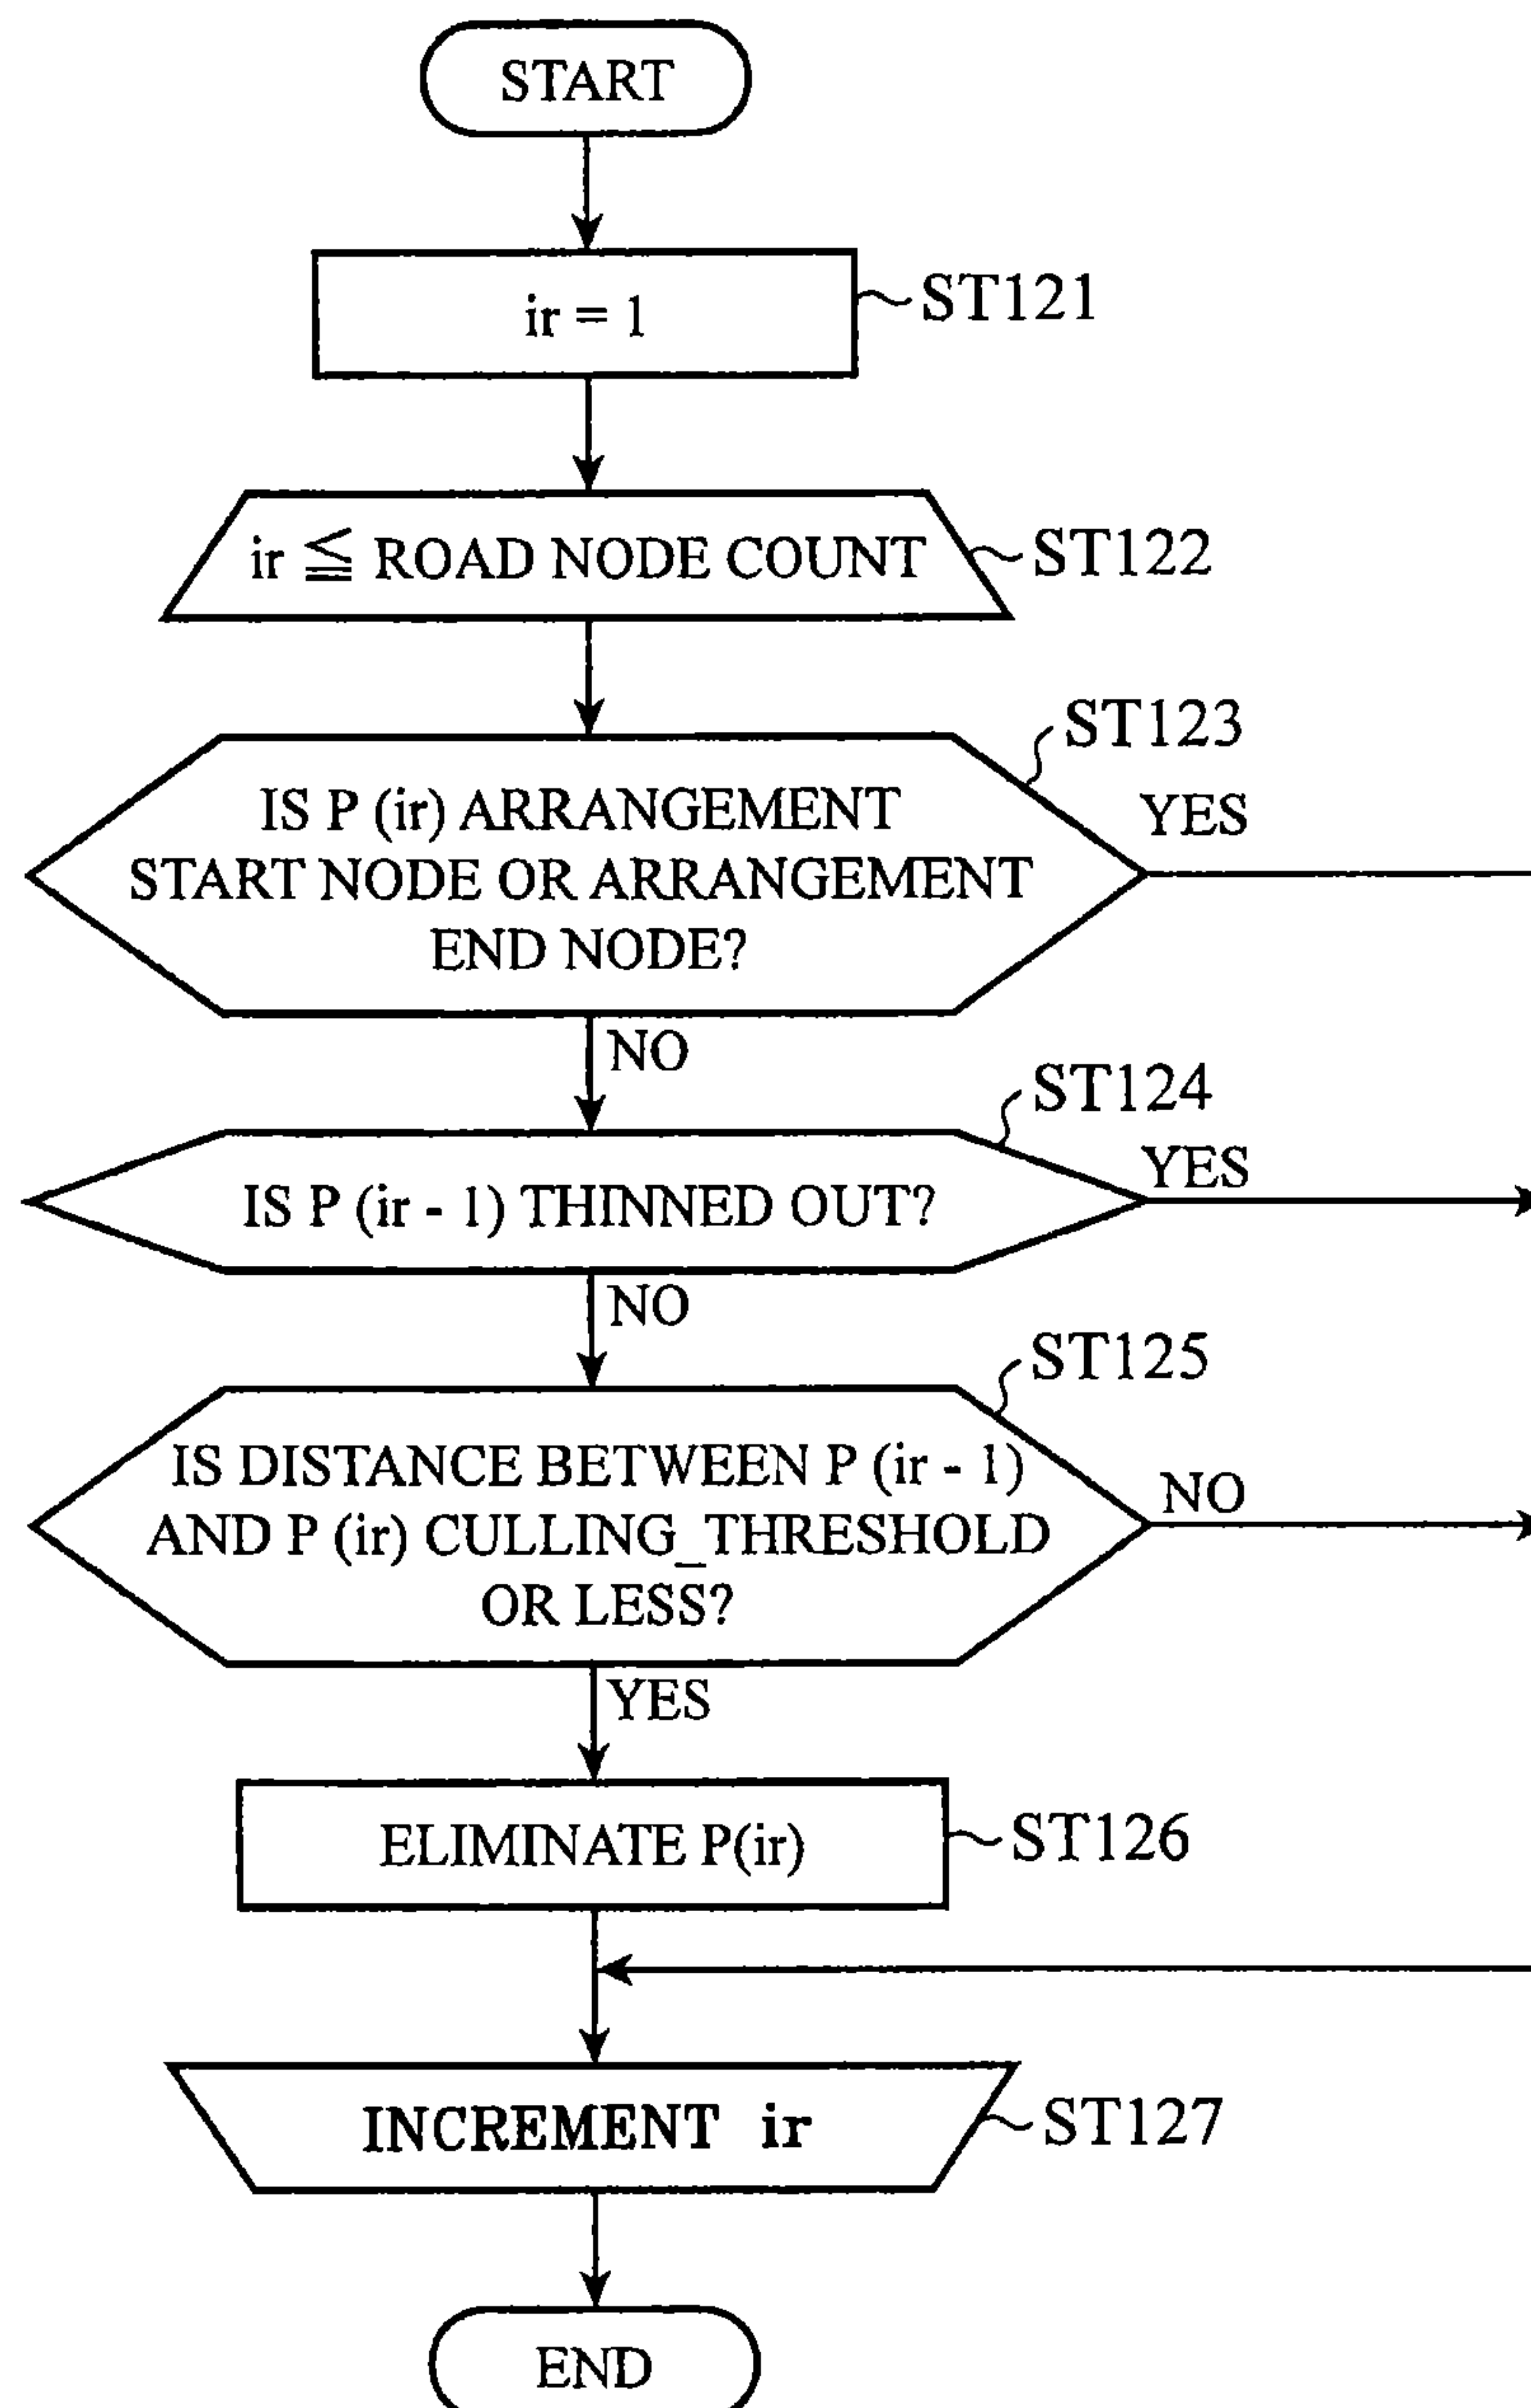 START
ir = 1
ST121
ir ≦ ROAD NODE COUNT
ST122
ST123
IS P (ir) ARRANGEMENT
START NODE OR ARRANGEMENT
END NODE?
YES
NO
ST124
IS P (ir - 1) THINNED OUT?
YES
NO
ST125
IS DISTANCE BETWEEN P (ir - 1)
AND P (ir) CULLING_THRESHOLD
OR LESS?
NO
YES
ELIMINATE P(ir)
ST126
INCREMENT ir
ST127
END